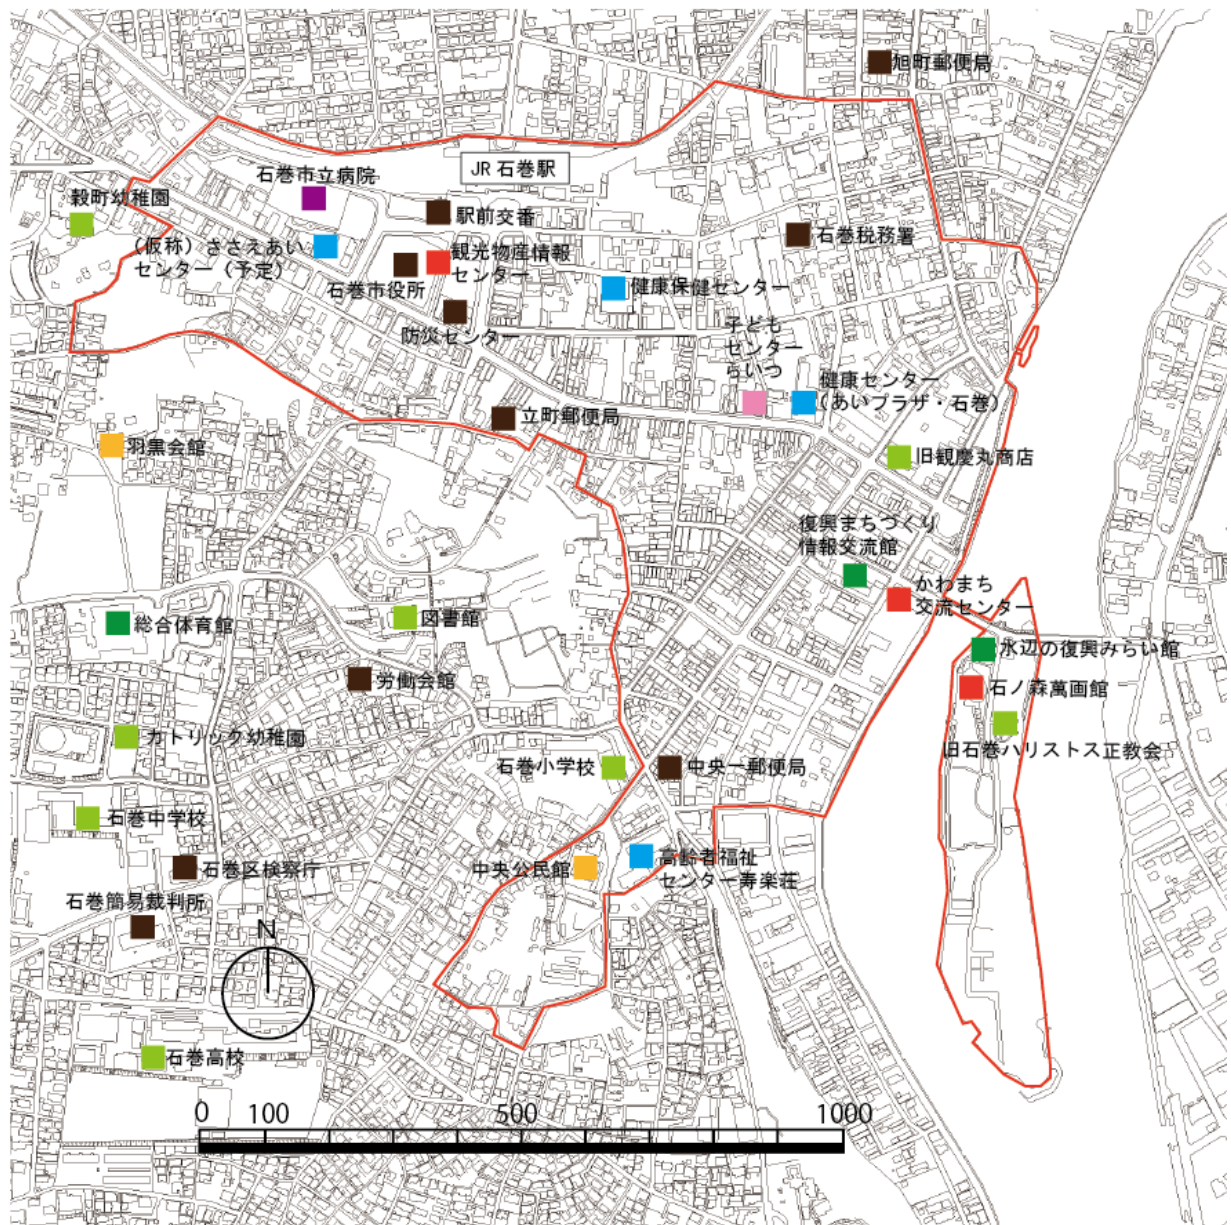 旭町郵便局
JR 石巻駅
石巻市立病院
穀町幼稚園
駅前交番
石巻税務署
（仮称）ささえあい
センター（予定）
観光物産情報
センター
石巻市役所
健康保健センター
防災センター
子ども
センター
らいつ
健康センター
（あいプラザ・石巻）
立町郵便局
羽黒会館
旧観慶丸商店
復興まちづくり
情報交流館
かわまち
交流センター
総合体育館
図書館
水辺の復興みらい館
労働会館
石ノ森萬画館
カトリック幼稚園
旧石巻ハリストス正教会
石巻小学校
中央一郵便局
石巻中学校
石巻区検察庁
中央公民館
高齢者福祉
センター寿楽荘
石巻簡易裁判所
N
石巻高校
0 100 500 1000